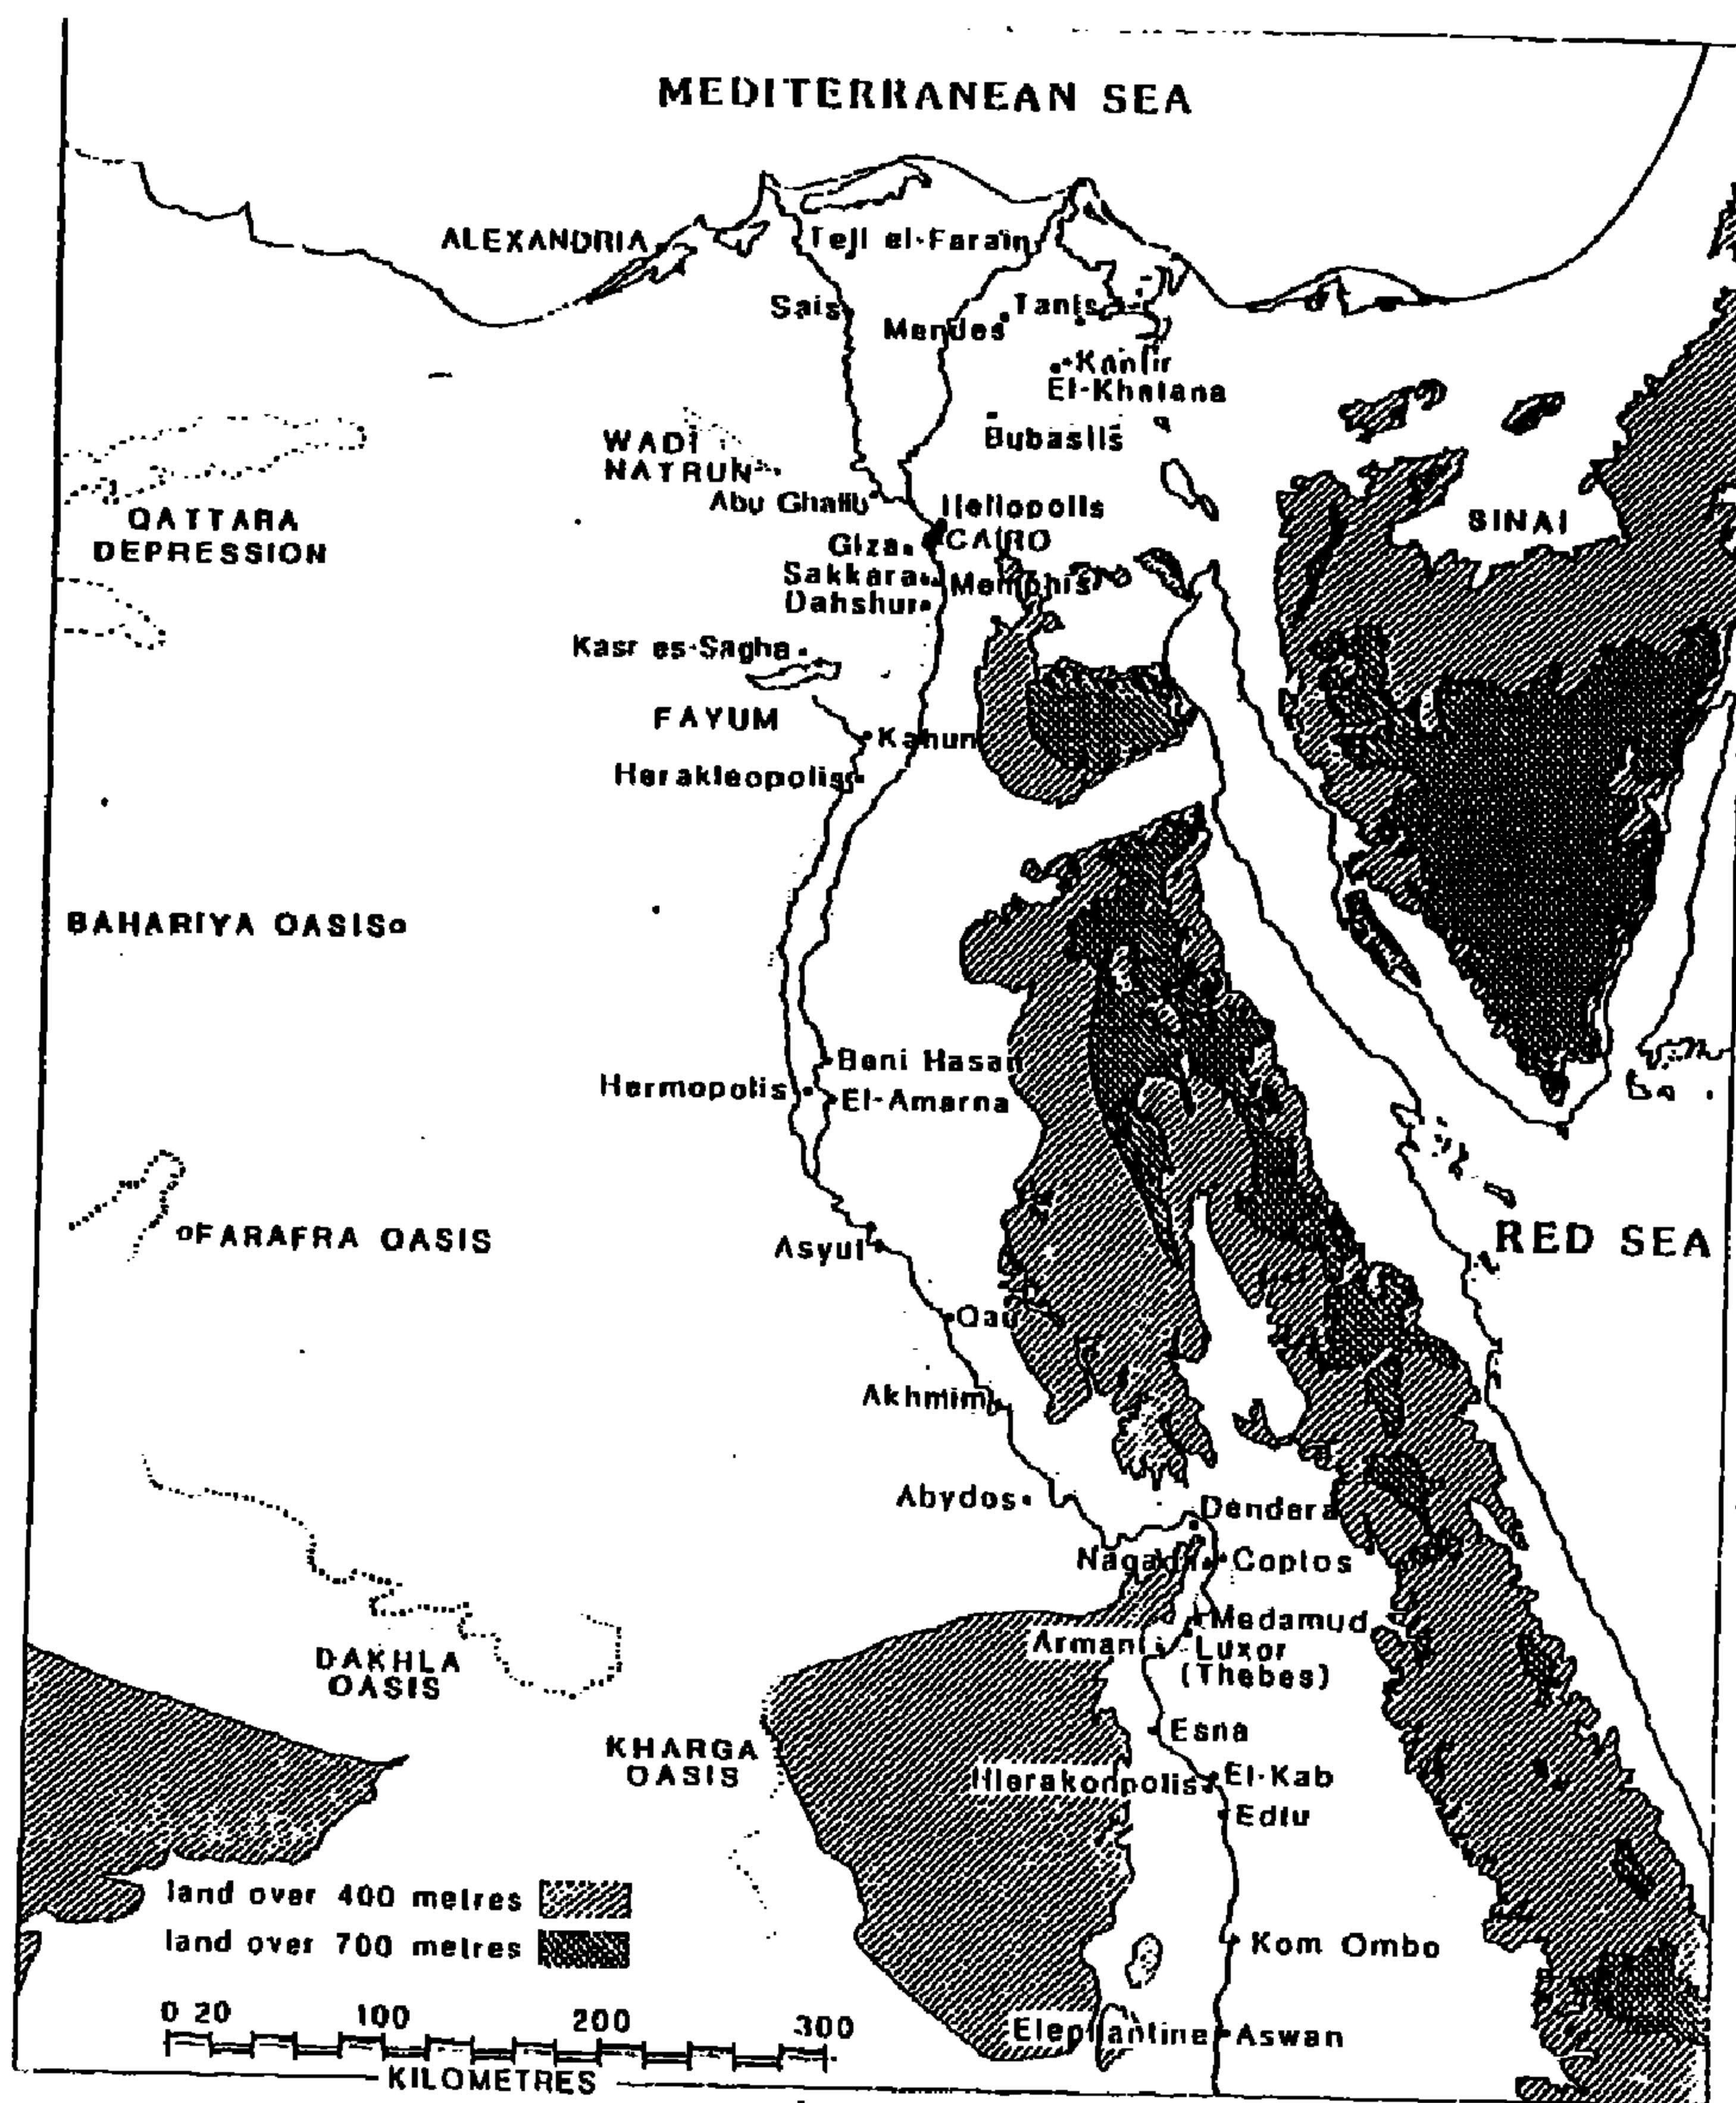 MEDITERRANEAN SEA
ALEXANDRIA
Tell el-Farain
Sais
Mendes
Tanis
Kantir
El-Khatana
Bubastis
WADI
NATRUN
Abu Ghalib
Heliopolis
QATTARA
DEPRESSION
SINAI
Giza
CAIRO
Sakkara
Memphis
Dahshur
Kasr es-Sagha
FAYUM
Kahun
Herakleopolis
BAHARIYA OASIS
Beni Hasan
Hermopolis
El-Amarna
FARAFRA OASIS
RED SEA
Asyut
Qau
Akhmim
Abydos
Dendera
Nagada
Coptos
Medamud
Armant
Luxor
(Thebes)
DAKHLA
OASIS
Esna
KHARGA
OASIS
Hierakonpolis
El-Kab
Edfu
land over 400 metres
land over 700 metres
Kom Ombo
0 20 100 200 300
KILOMETRES
Elephantine
Aswan